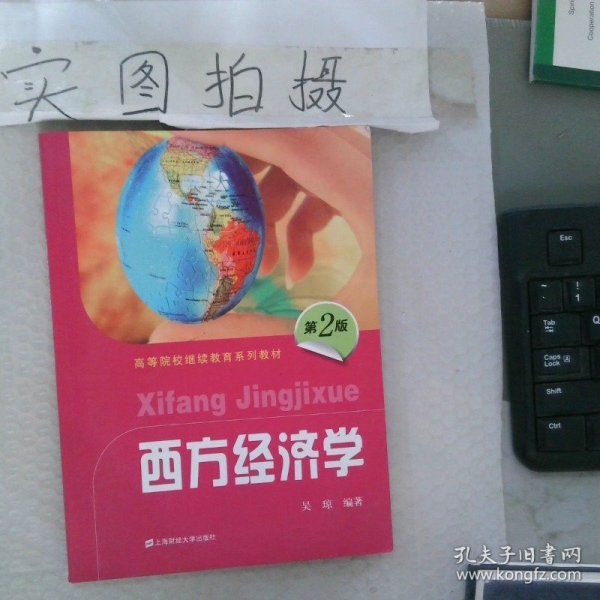 实图拍摄
第2版
高等院校继续教育系列教材
Xifang Jingjixue
西方经济学
吴琼 编著
上海财经大学出版社
Esc
~
!
1
Q
Tab
Caps
Lock
A
Shift
Ctrl
孔夫子旧书网
www.kongfz.com